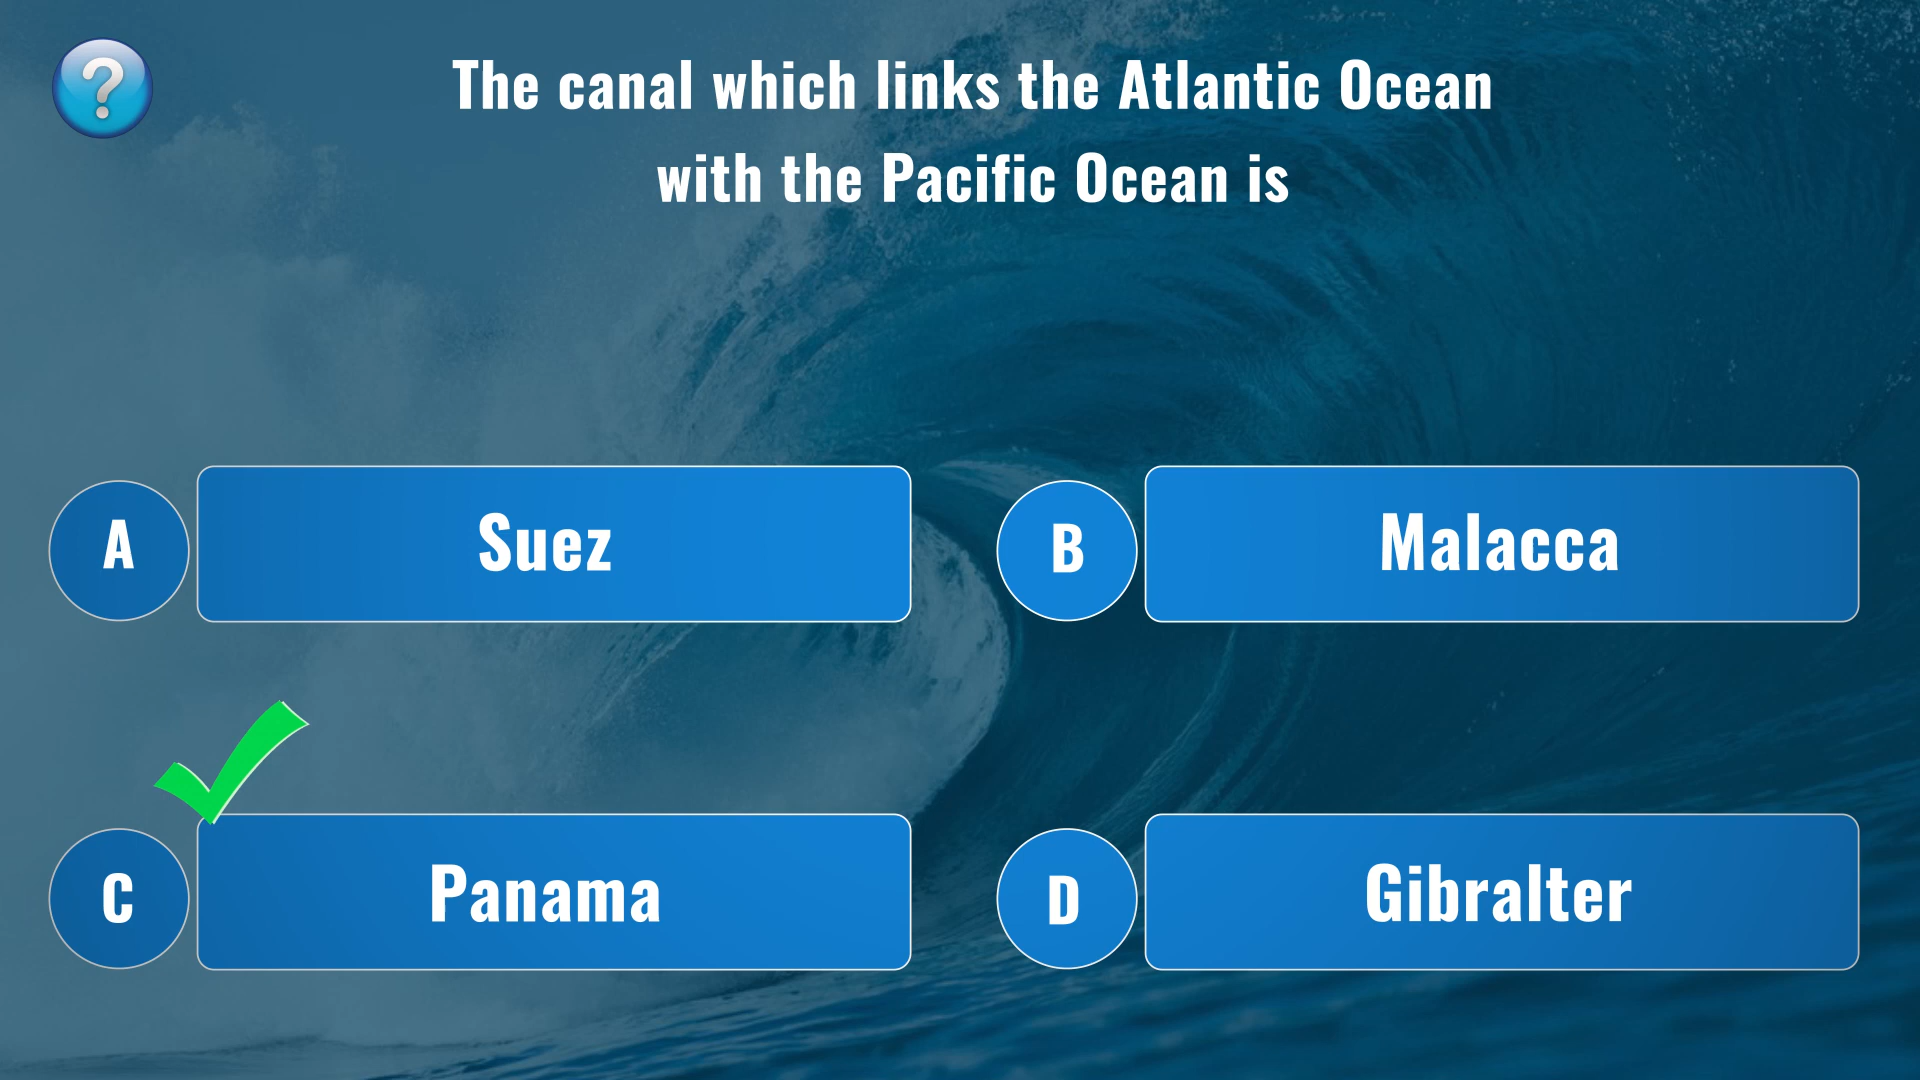 ?
The canal which links the Atlantic Ocean
with the Pacific Ocean is
A
Suez
B
Malacca
C
Panama
D
Gibralter